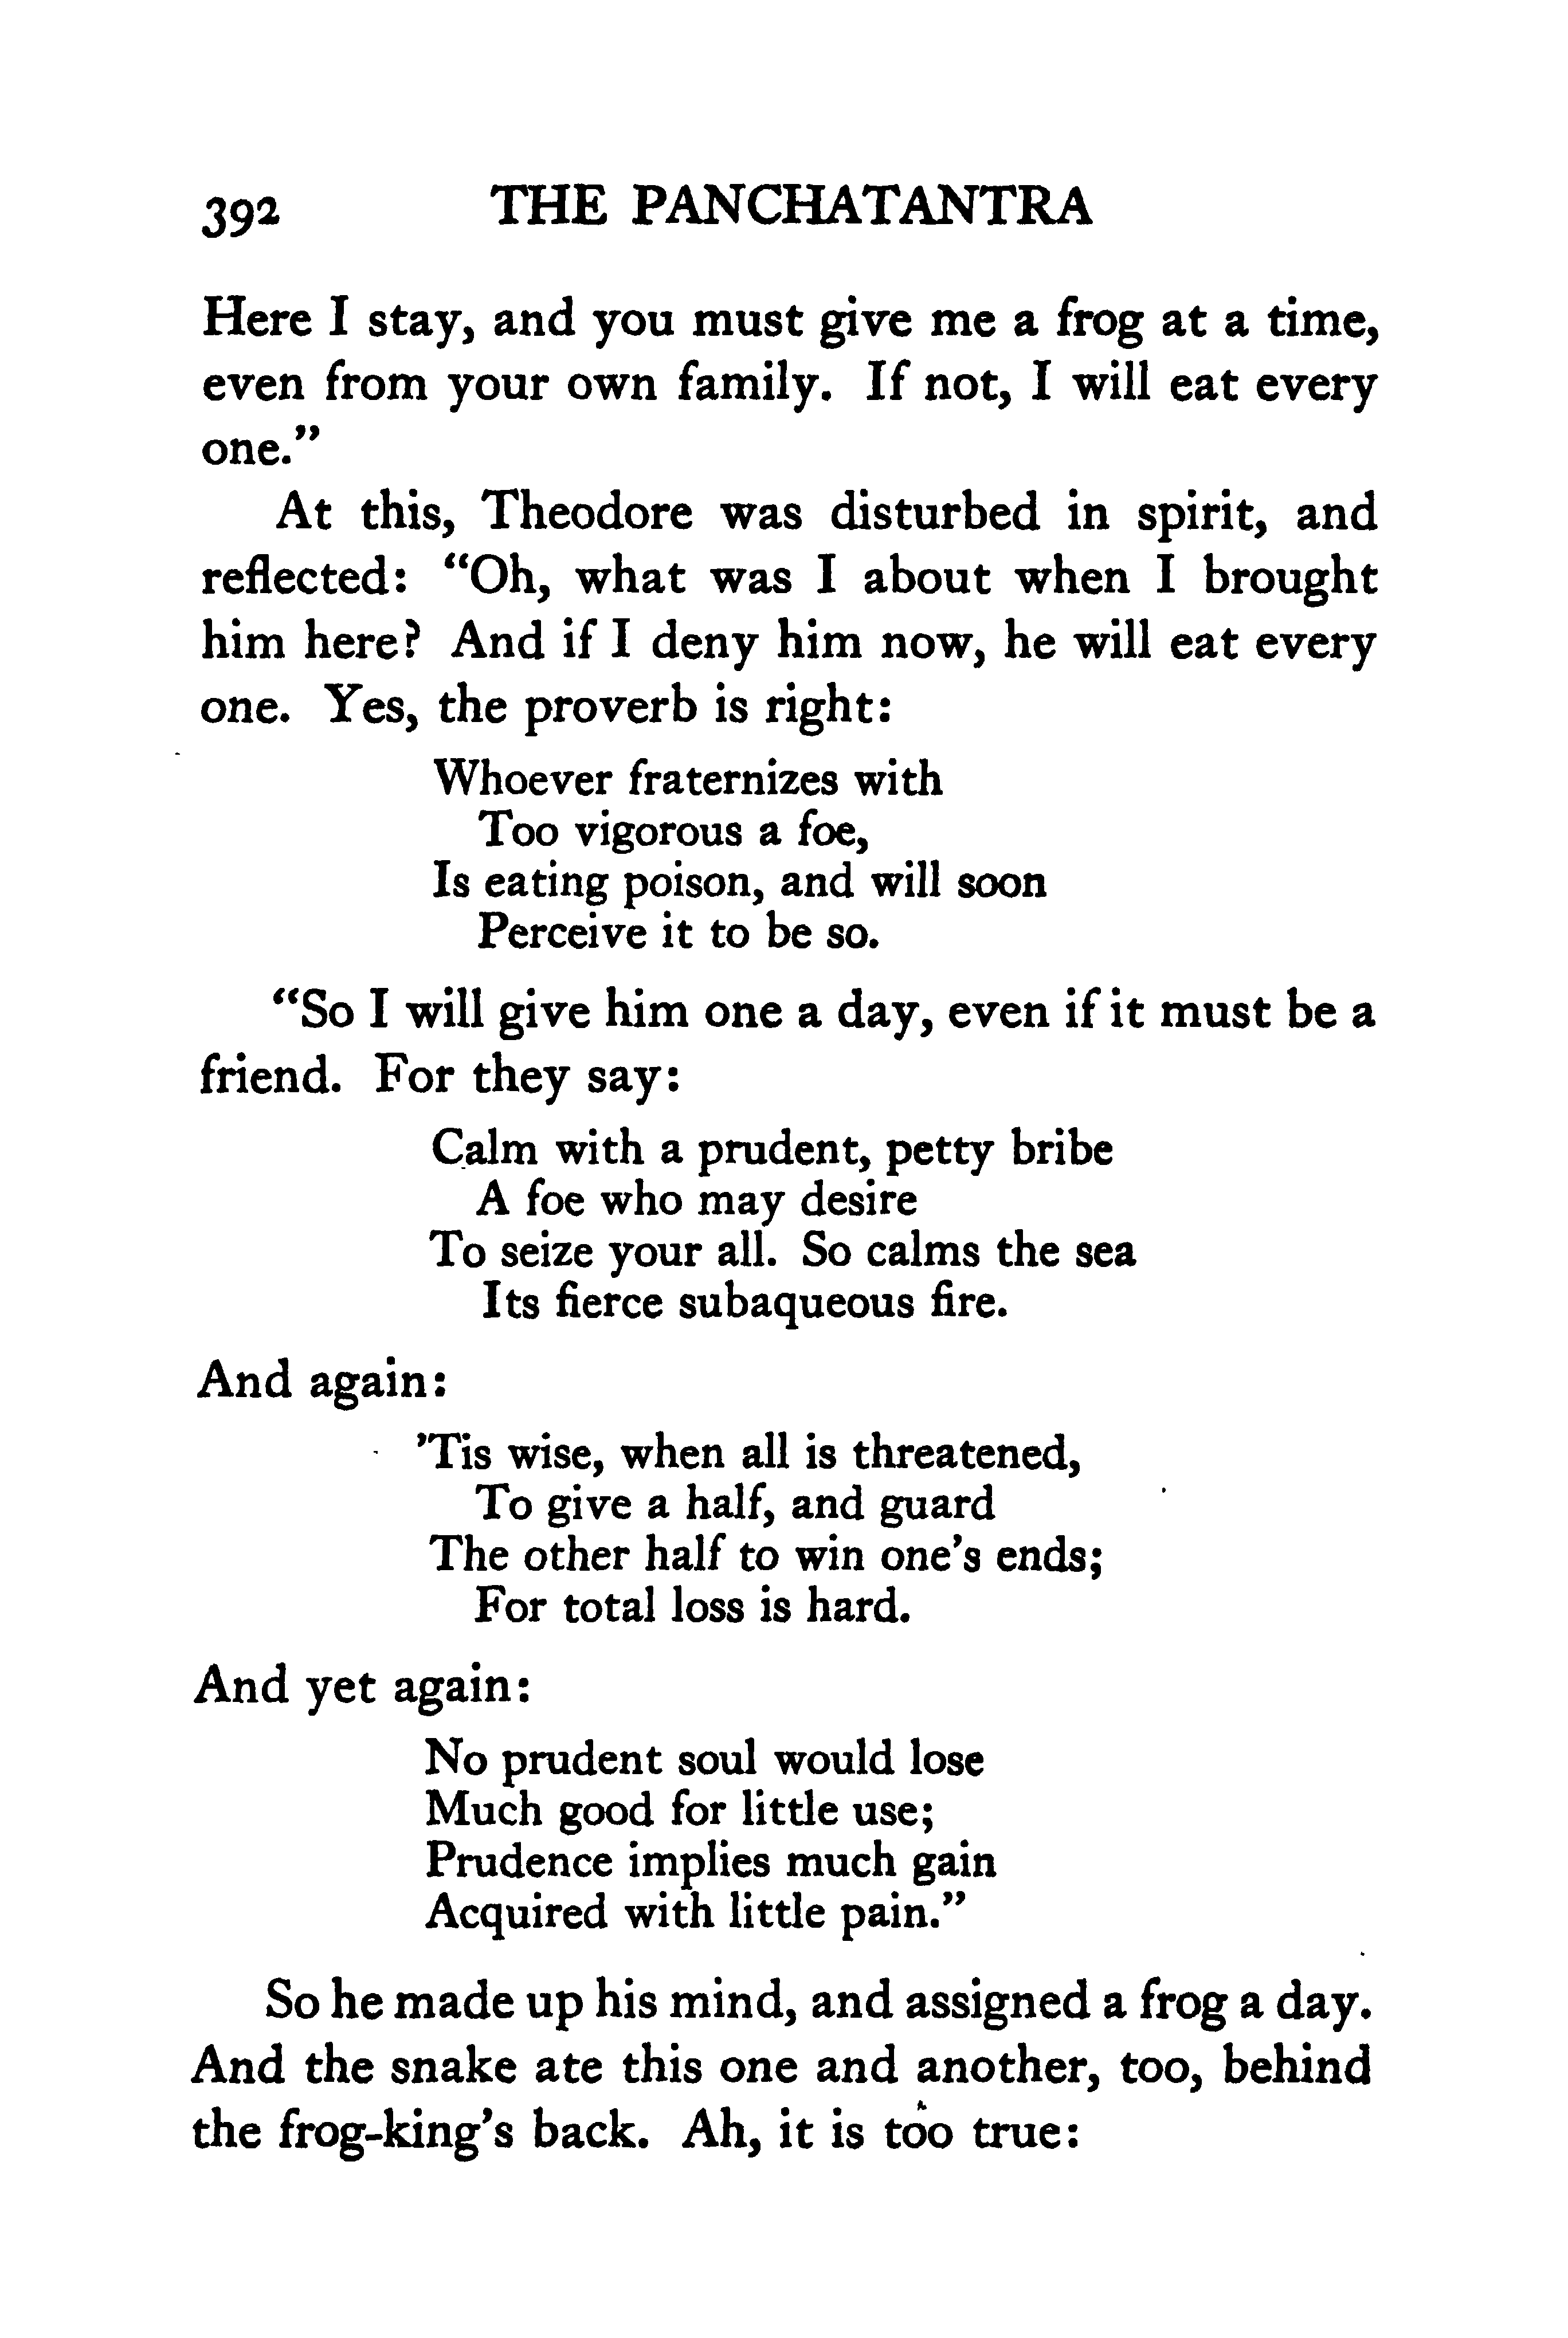 392 THE PANCHATANTRA
Here I stay, and you must give me a frog at a time,
even from your own family. If not, I will eat every
one.”
At this, Theodore was disturbed in spirit, and
reflected: “Oh, what was I about when I brought
him here? And if I deny him now, he will eat every
one. Yes, the proverb is right:
Whoever fraternizes with
Too vigorous a foe,
Is eating poison, and will soon
Perceive it to be so.
“So I will give him one a day, even if it must be a
friend. For they say:
Calm with a prudent, petty bribe
A foe who may desire
To seize your all. So calms the sea
Its fierce subaqueous fire.
And again:
’Tis wise, when all is threatened,
To give a half, and guard
The other half to win one’s ends;
For total loss is hard.
And yet again:
No prudent soul would lose
Much good for little use;
Prudence implies much gain
Acquired with little pain.”
So he made up his mind, and assigned a frog a day.
And the snake ate this one and another, too, behind
the frog-king’s back. Ah, it is too true: